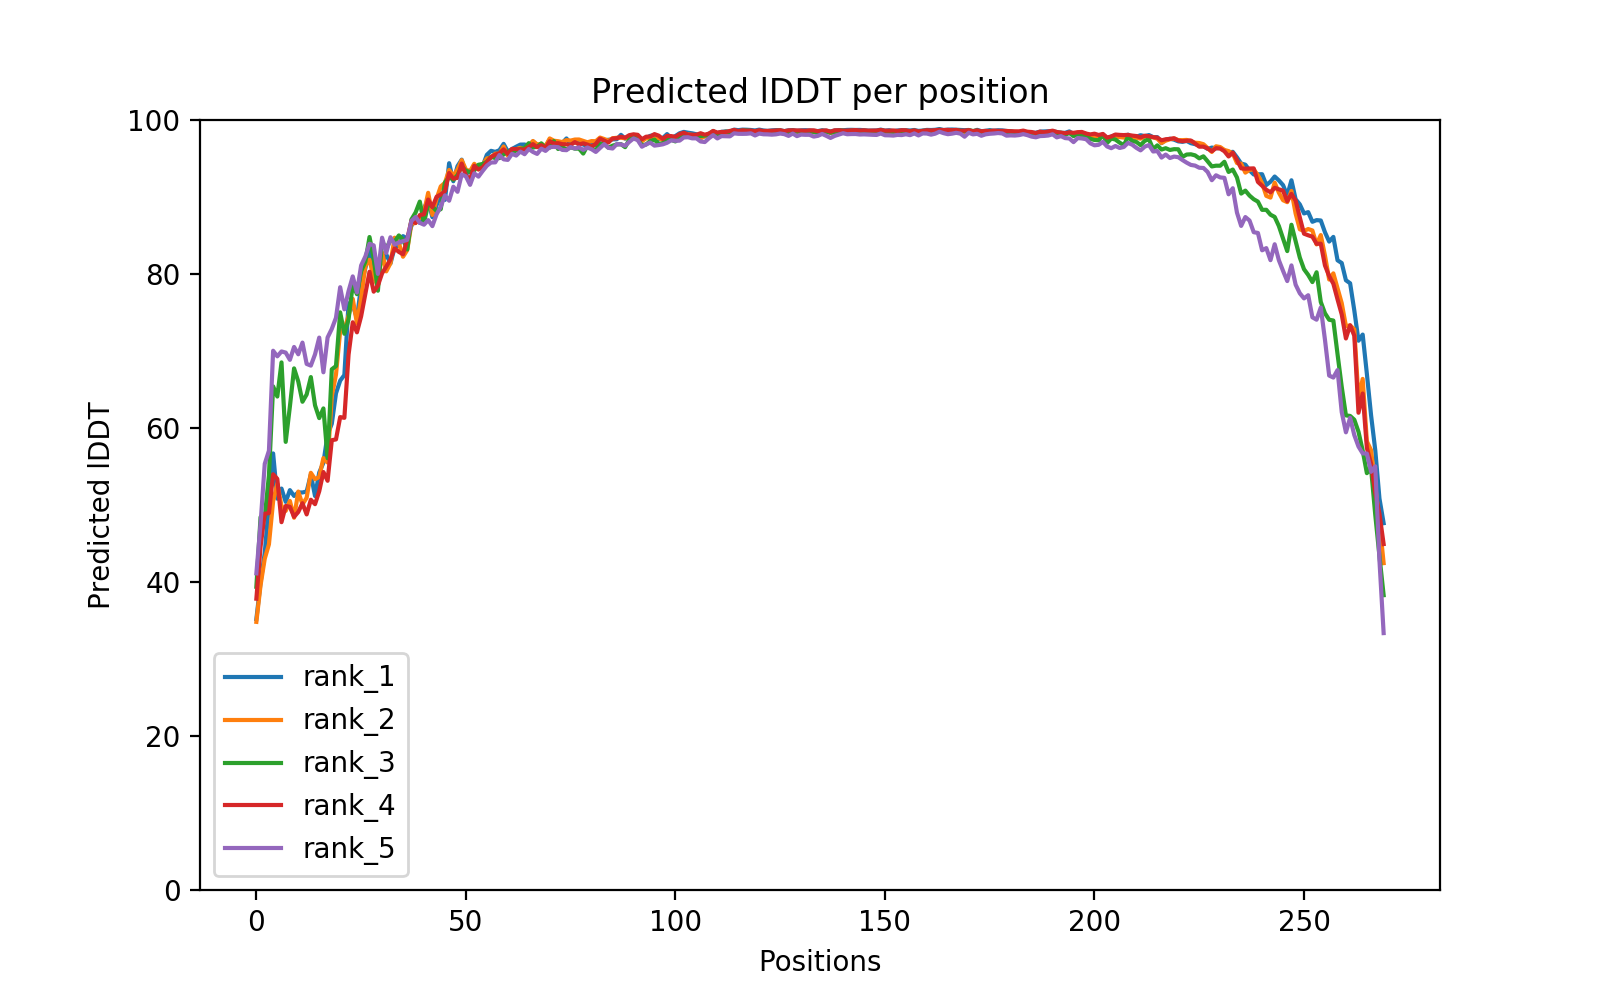 Predicted lDDT per position
100
80
60
40
20
0
Predicted lDDT
rank_1
rank_2
rank_3
rank_4
rank_5
0 50 100 150 200 250
Positions